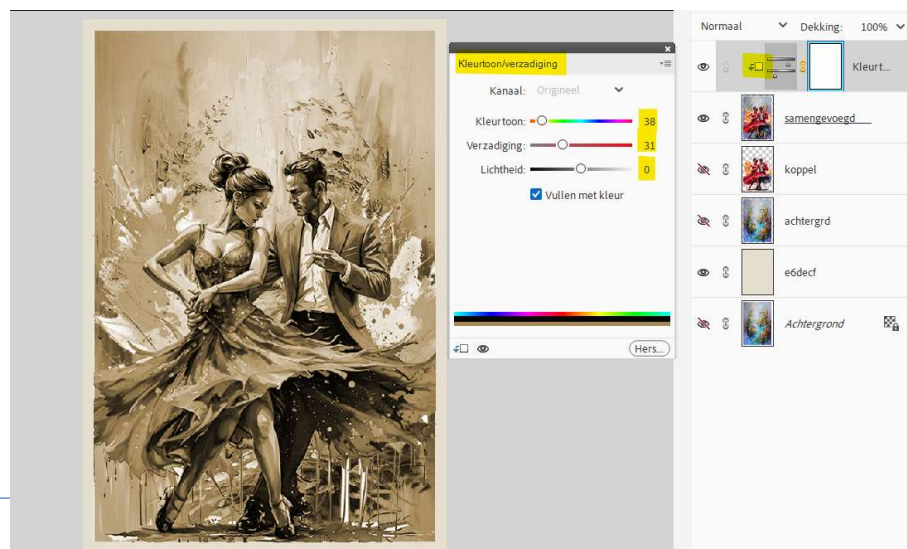 Normaal Dekking: 100%
Kleurtoon/verzadiging
Kanaal: Origineel
Kleurtoon: 38
Verzadiging: 31
Lichtheid: 0
Vullen met kleur
Hers...
Kleurt...
samengevoegd
koppel
achtergrd
e6decf
Achtergrond